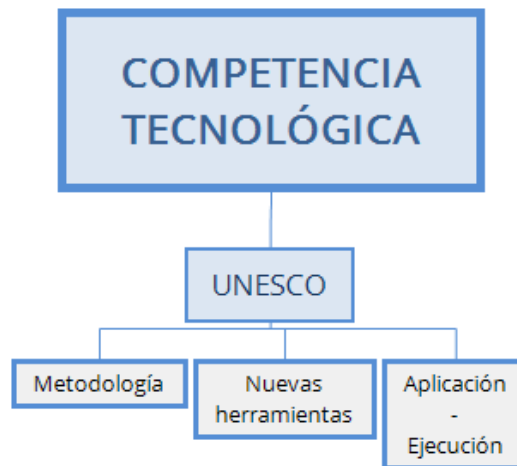 COMPETENCIA
TECNOLÓGICA
UNESCO
Metodología
Nuevas
herramientas
Aplicación
-
Ejecución